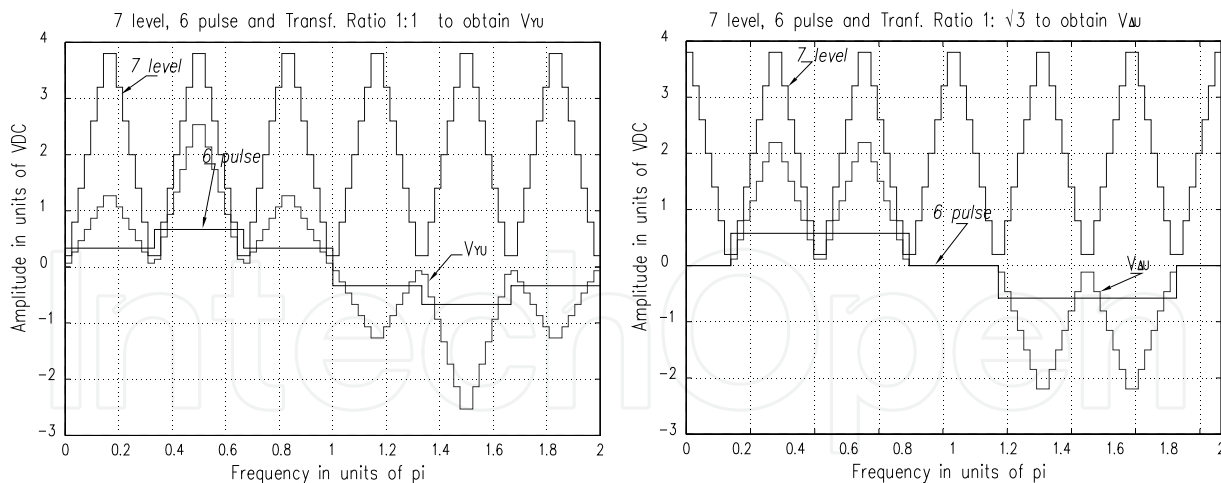 7 level, 6 pulse and Transf. Ratio 1:1 to obtain VYU
4
3
2
1
0
−1
−2
−3
Amplitude in units of VDC
7 level
6 pulse
VYU
0 0.2 0.4 0.6 0.8 1 1.2 1.4 1.6 1.8 2
Frequency in units of pi
7 level, 6 pulse and Tranf. Ratio 1: √3 to obtain VΔU
4
3
2
1
0
−1
−2
−3
Amplitude in units of VDC
7 level
6 pulse
VΔU
0 0.2 0.4 0.6 0.8 1 1.2 1.4 1.6 1.8 2
Frequency in units of pi
IntechOpen